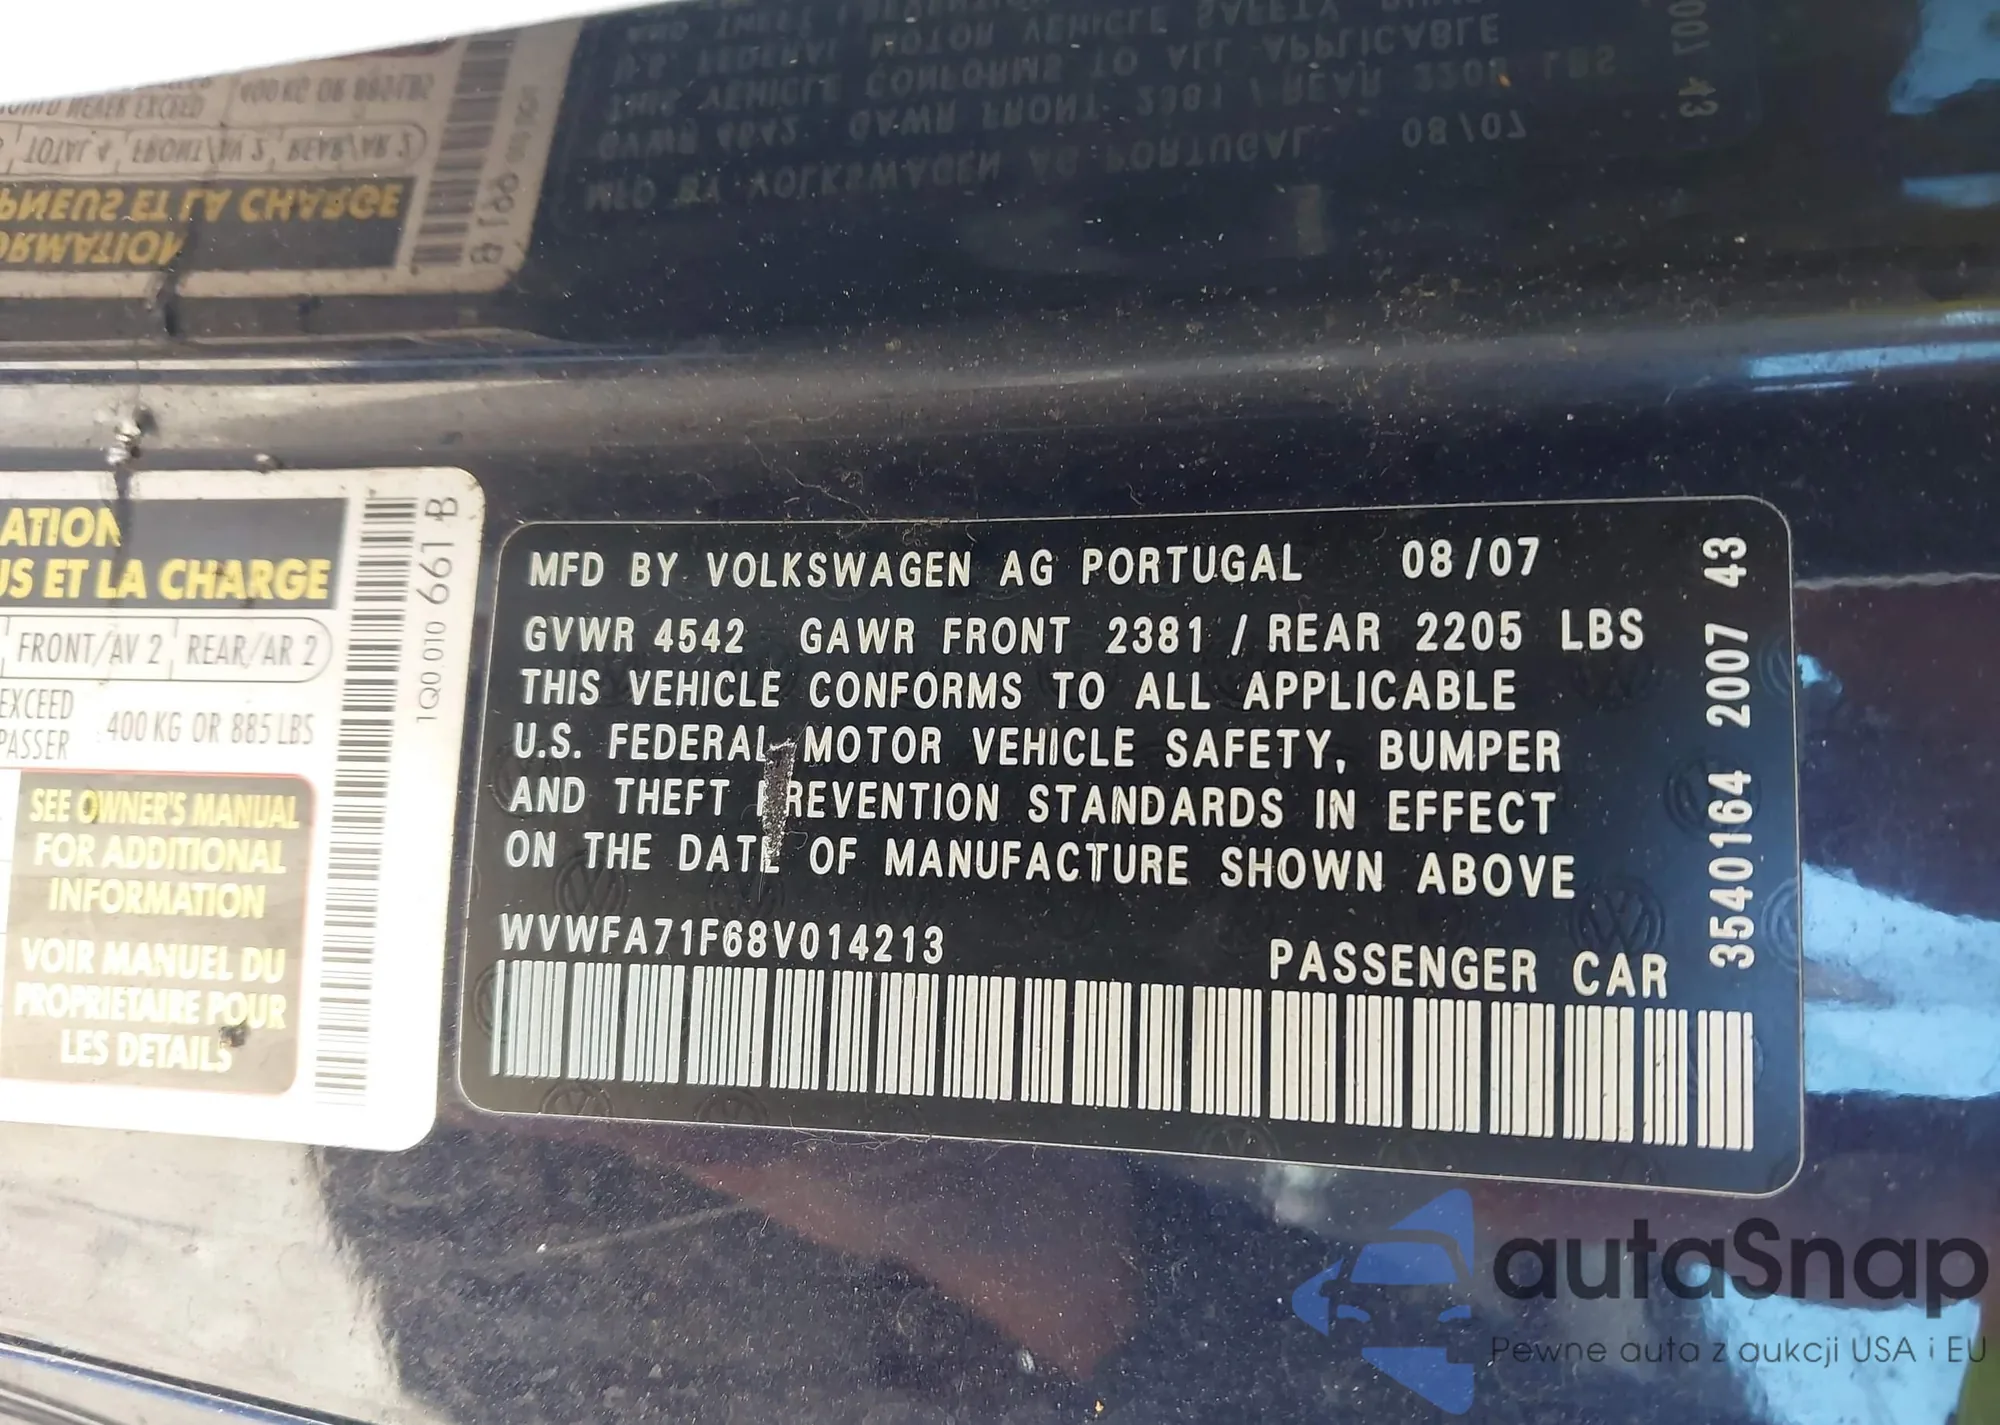 ATION
US ET LA CHARGE
FRONT/AV 2 REAR/AR 2
EXCEED
PASSER
400 KG OR 885 LBS
SEE OWNER'S MANUAL
FOR ADDITIONAL
INFORMATION
VOIR MANUEL DU
PROPRIETAIRE POUR
LES DETAILS
1Q0 010 661 B
MFD BY VOLKSWAGEN AG PORTUGAL 08/07
GVWR 4542 GAWR FRONT 2381 / REAR 2205 LBS
THIS VEHICLE CONFORMS TO ALL APPLICABLE
U.S. FEDERAL MOTOR VEHICLE SAFETY, BUMPER
AND THEFT PREVENTION STANDARDS IN EFFECT
ON THE DATE OF MANUFACTURE SHOWN ABOVE
WVWFA71F68V014213
PASSENGER CAR
3540164 2007 43
autaSnap
Pewne auta z aukcji USA i EU